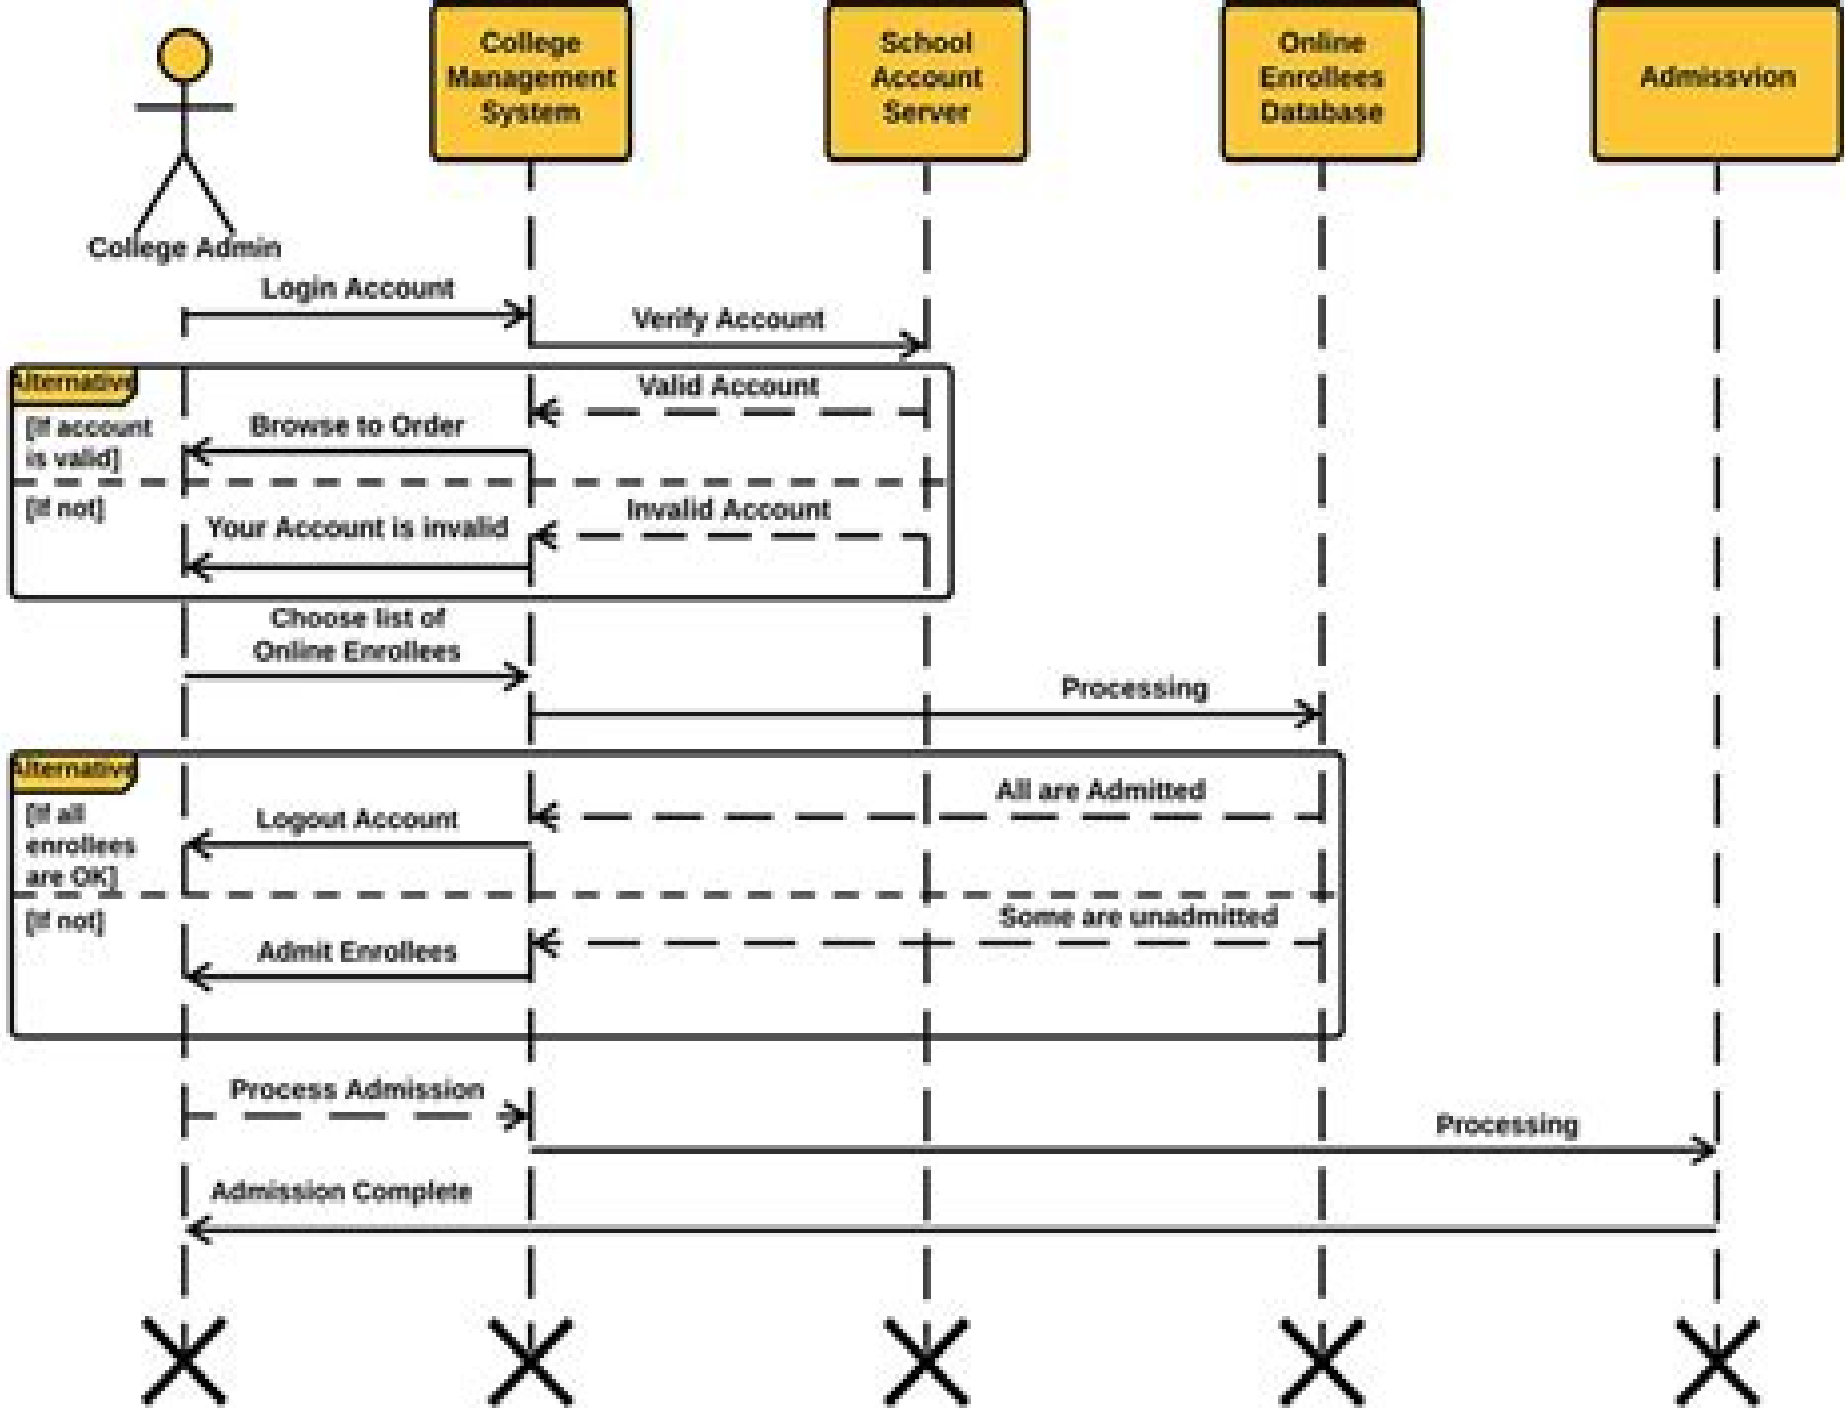 College
Management
System
School
Account
Server
Online
Enrollees
Database
Admissvion
College Admin
Login Account
Verify Account
Alternative
Valid Account
[If account
is valid]
Browse to Order
[If not]
Invalid Account
Your Account is invalid
Choose list of
Online Enrollees
Processing
Alternative
[If all
enrollees
are OK]
All are Admitted
Logout Account
[If not]
Some are unadmitted
Admit Enrollees
Process Admission
Processing
Admission Complete